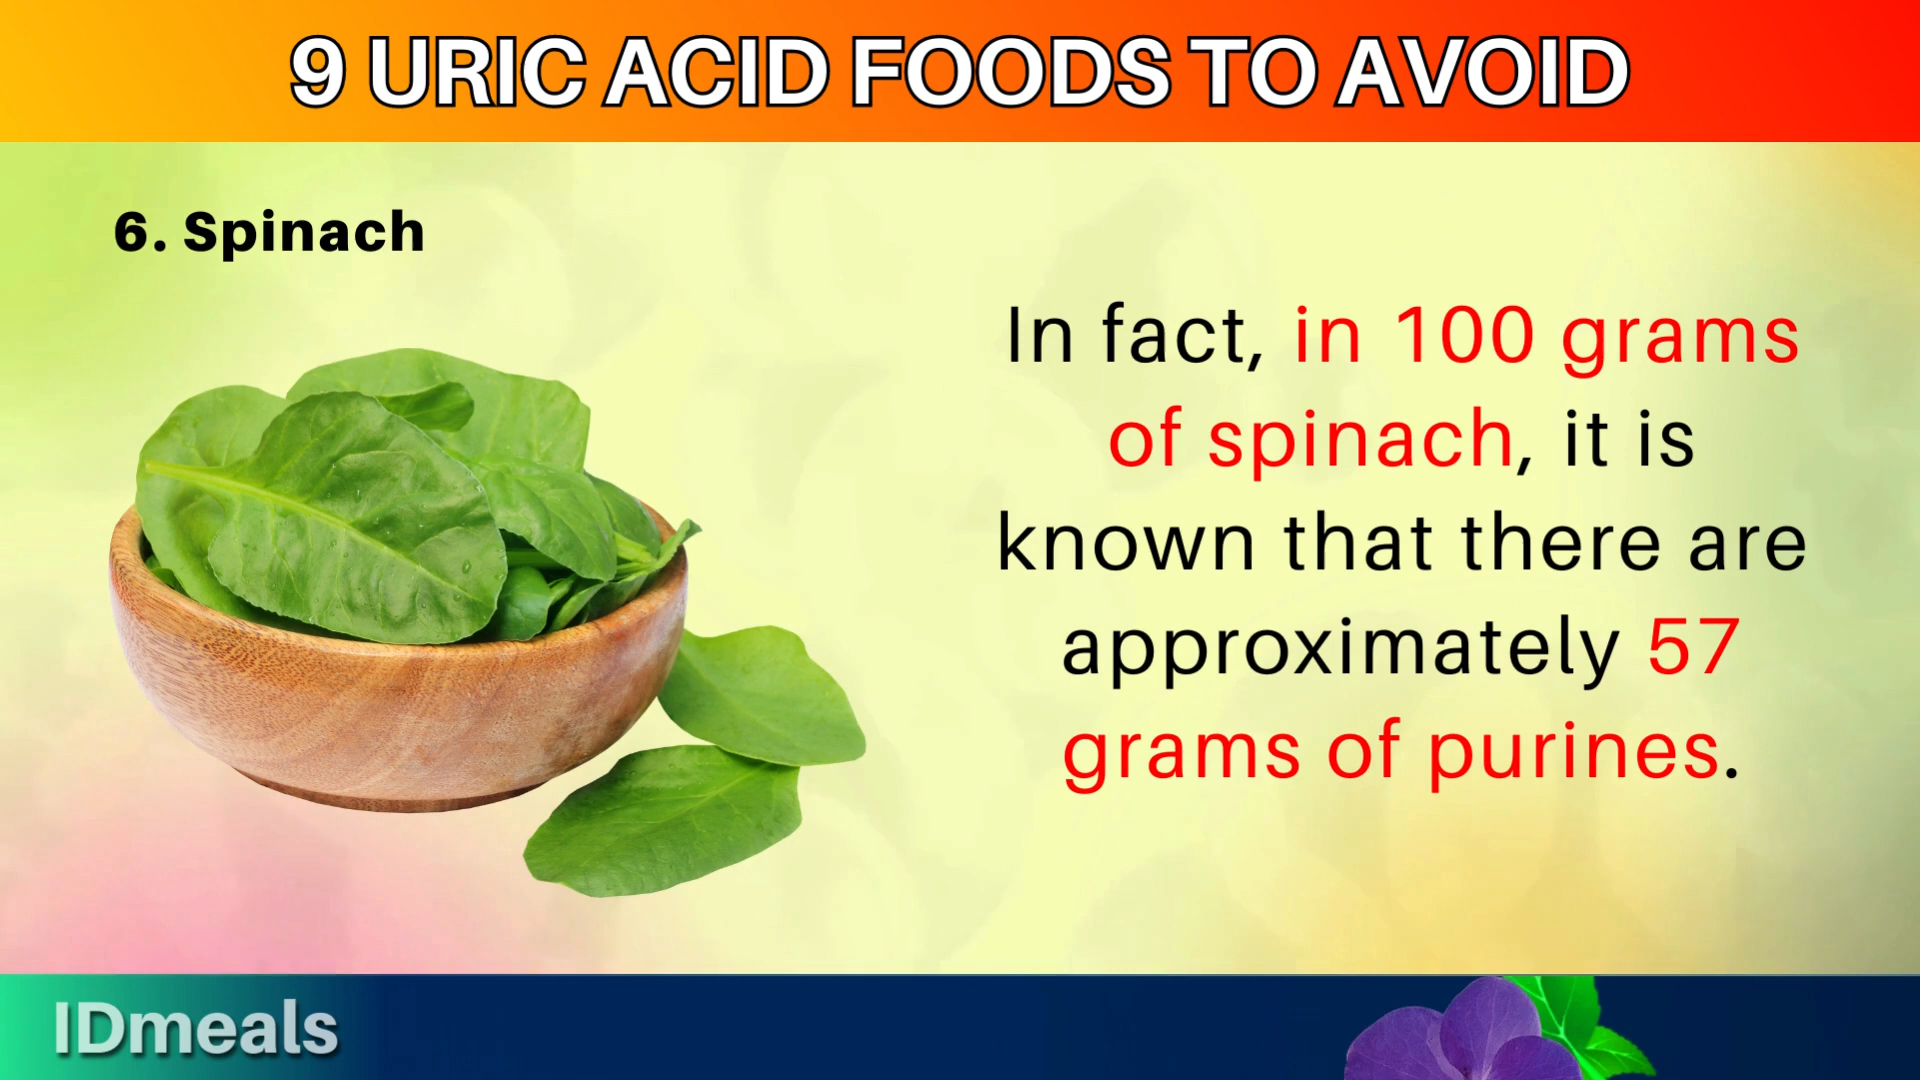 9 URIC ACID FOODS TO AVOID
6. Spinach
In fact, in 100 grams
of spinach, it is
known that there are
approximately 57
grams of purines.
IDmeals